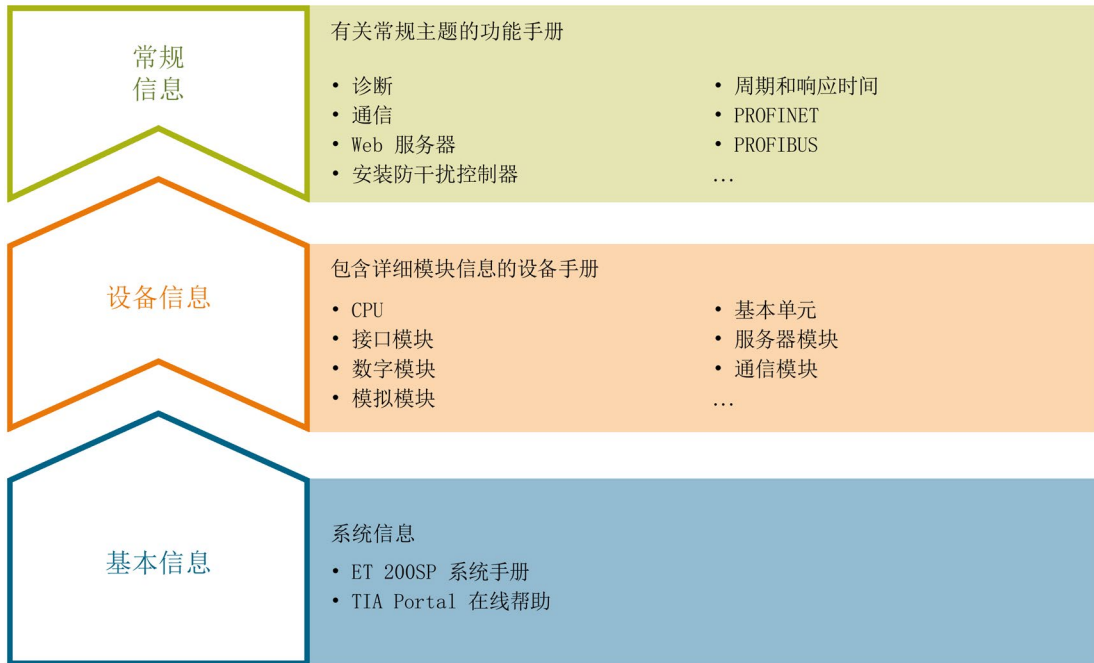 常规
信息
有关常规主题的功能手册
• 诊断
• 通信
• Web 服务器
• 安装防干扰控制器
• 周期和响应时间
• PROFINET
• PROFIBUS
...
设备信息
包含详细模块信息的设备手册
• CPU
• 接口模块
• 数字模块
• 模拟模块
• 基本单元
• 服务器模块
• 通信模块
...
基本信息
系统信息
• ET 200SP 系统手册
• TIA Portal 在线帮助